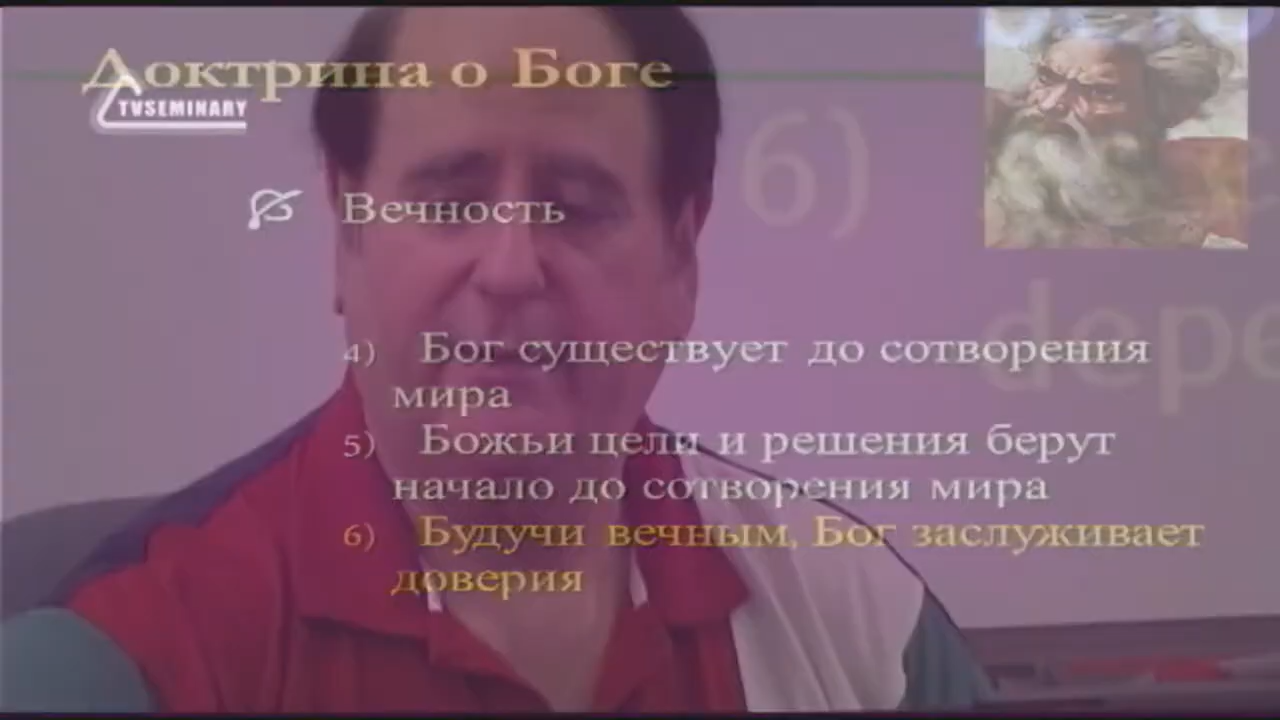 Доктрина о Боге
TVSEMINARY
6)
Вечность
depe
4) Бог существует до сотворения
мира
5) Божьи цели и решения берут
начало до сотворения мира
6) Будучи вечным, Бог заслуживает
доверия